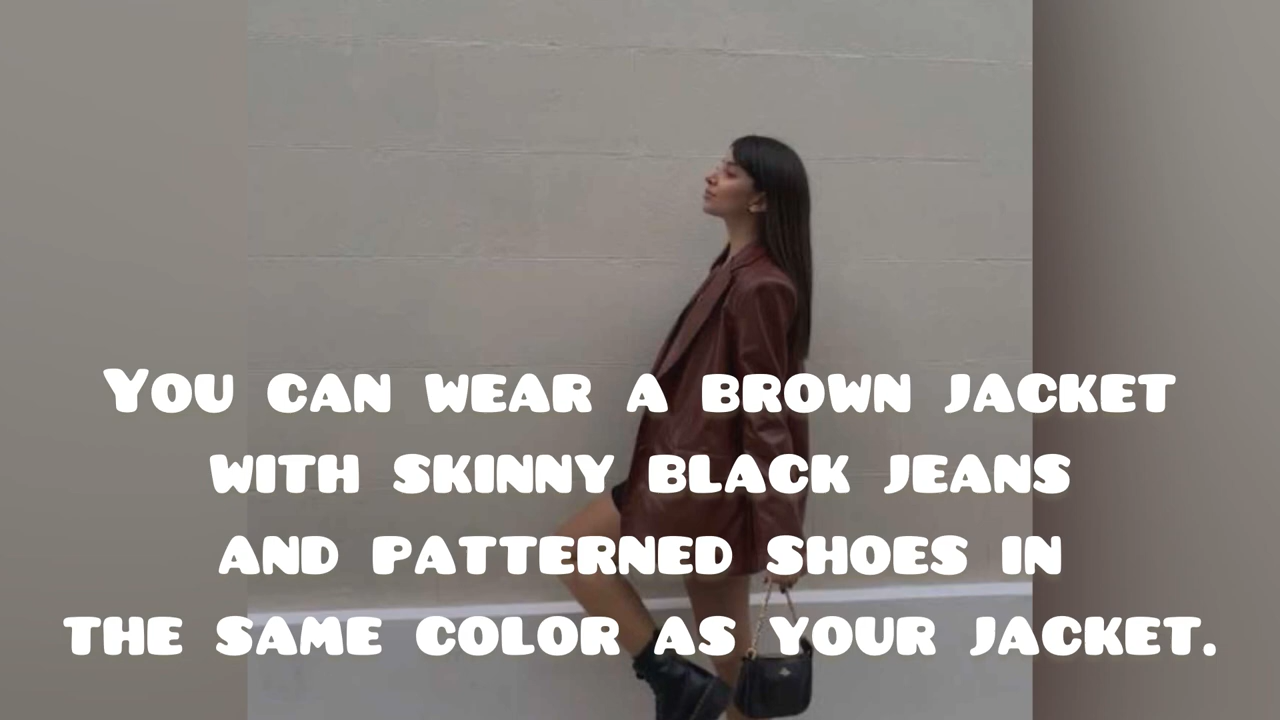 You can wear a brown jacket
with skinny black jeans
and patterned shoes in
the same color as your jacket.